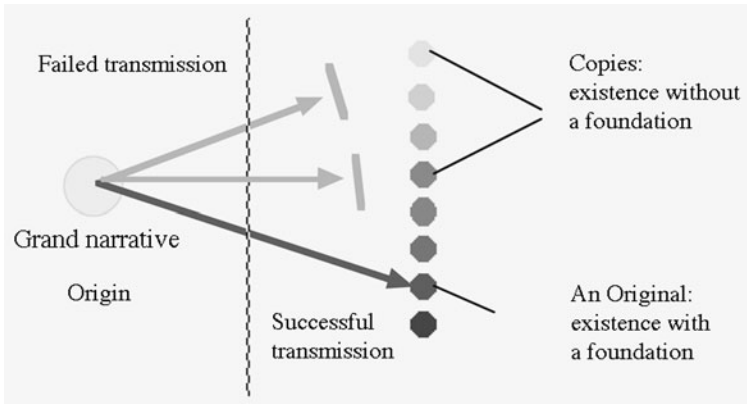 Failed transmission
Grand narrative
Origin
Successful
transmission
Copies:
existence without
a foundation
An Original:
existence with
a foundation